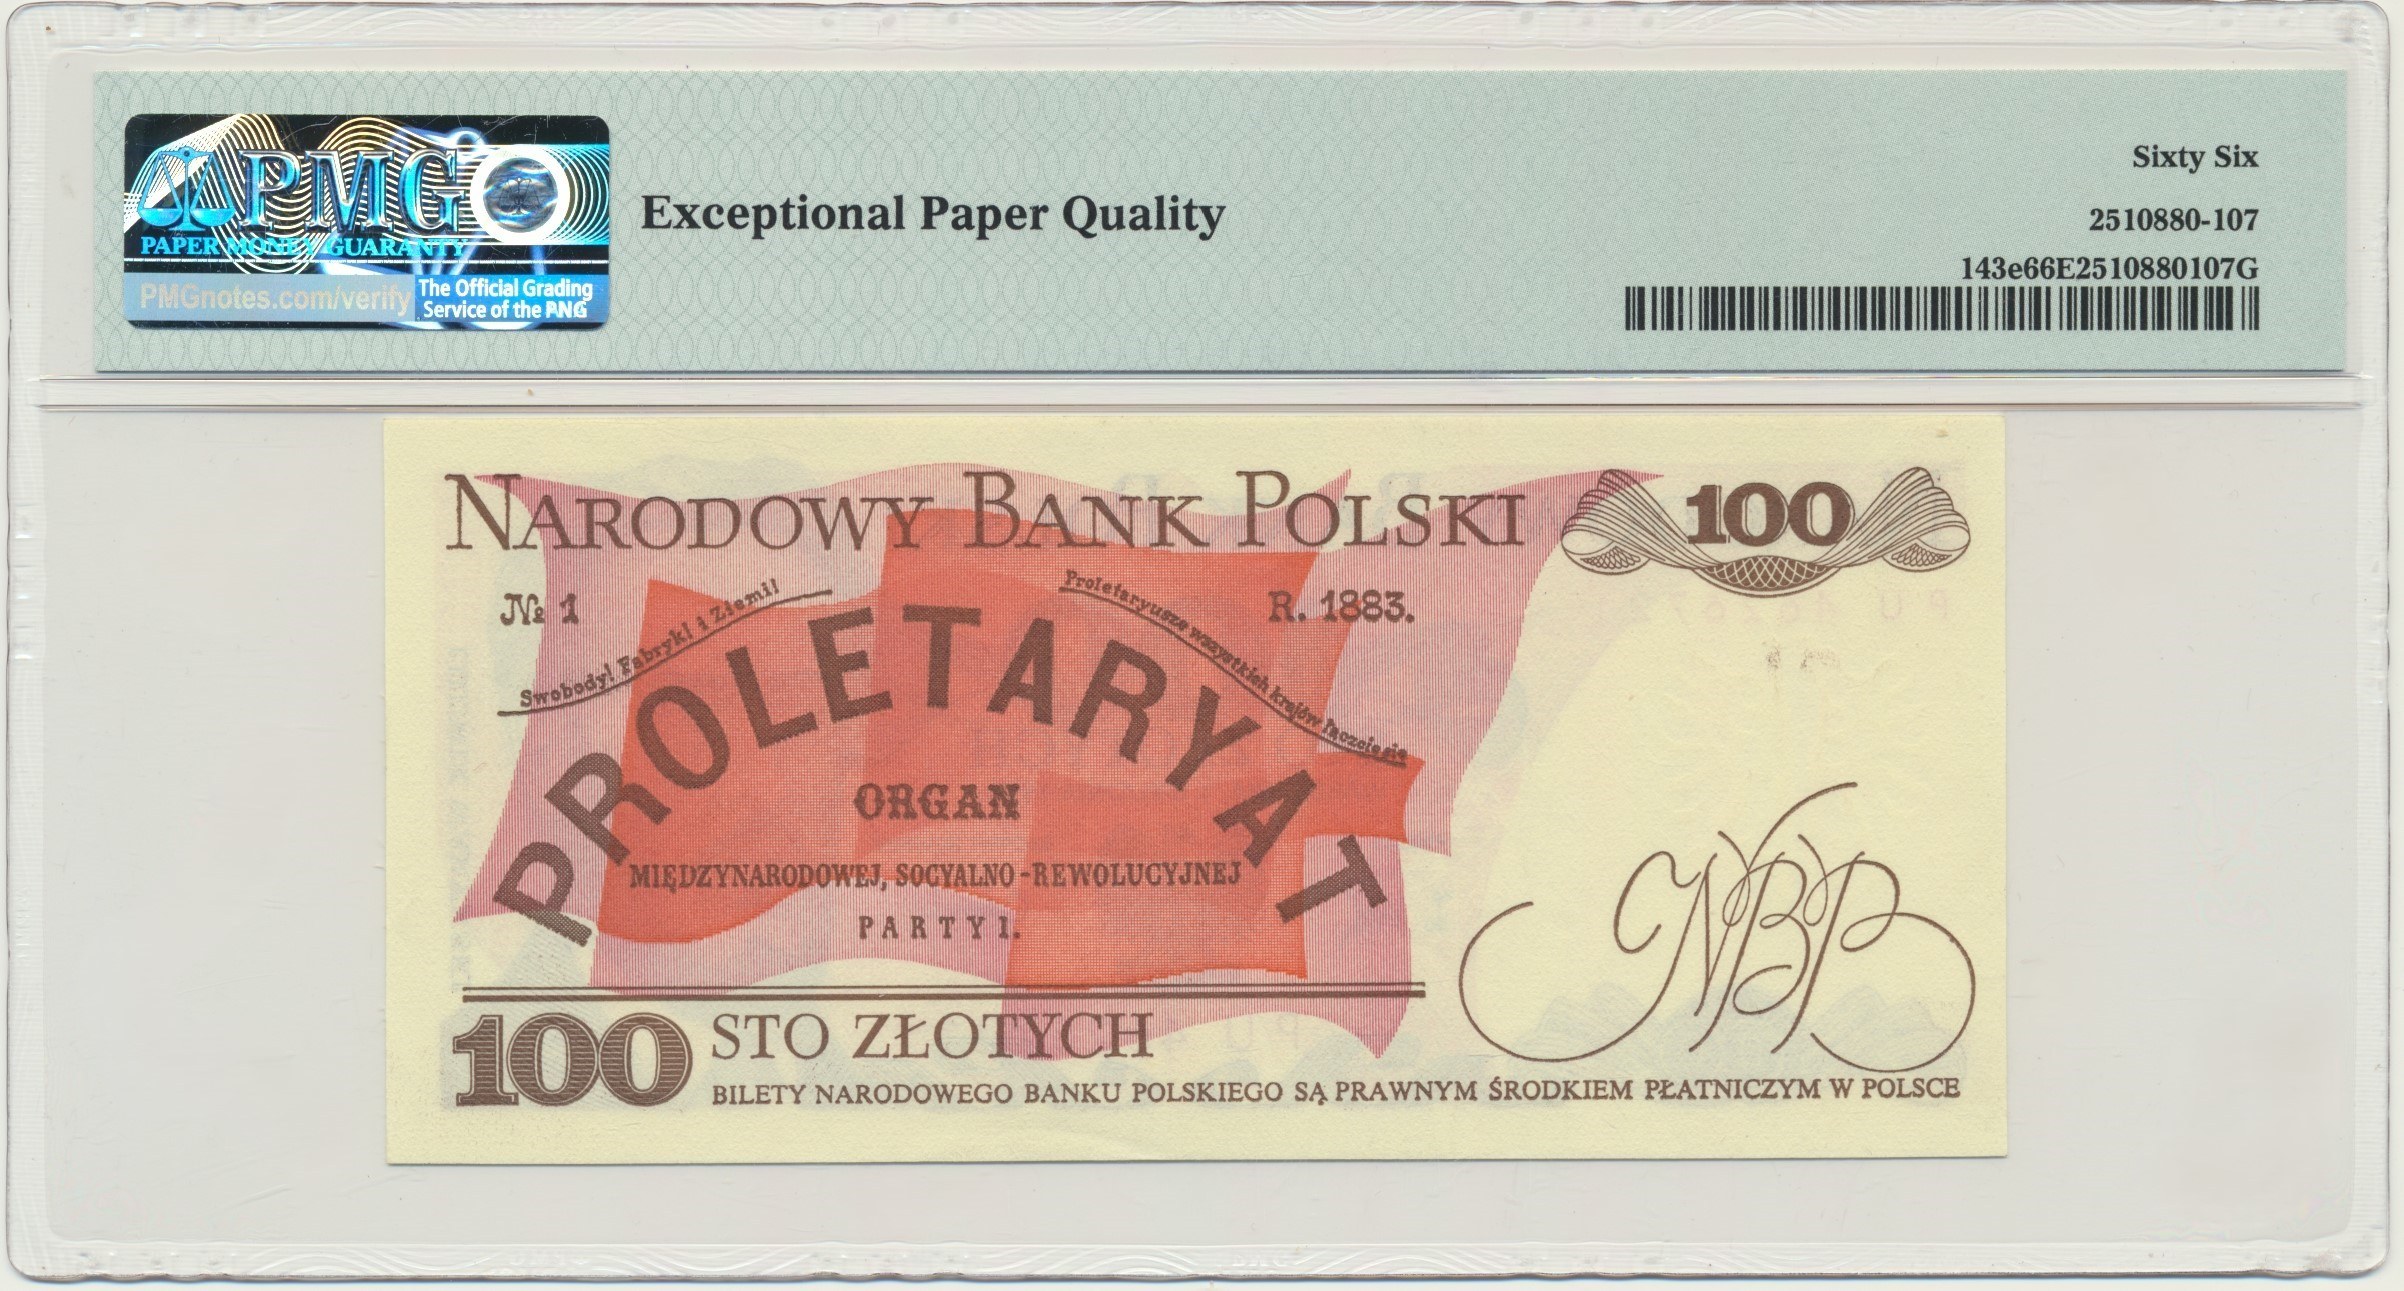 PMG
PAPER MONEY GUARANTY
PMGnotes.com/verify
The Official Grading
Service of the PNG
Exceptional Paper Quality
Sixty Six
2510880-107
143e66E2510880107G
NARODOWY BANK POLSKI
100
№ 1
Swobody! Fabryki i Ziemi!
Proletaryusze wszystkich krajów łączcie się
R. 1883.
PROLETARYAT
ORGAN
MIĘDZYNARODOWEJ, SOCYALNO-REWOLUCYJNEJ
PARTYI.
NBP
100
STO ZŁOTYCH
BILETY NARODOWEGO BANKU POLSKIEGO SĄ PRAWNYM ŚRODKIEM PŁATNICZYM W POLSCE